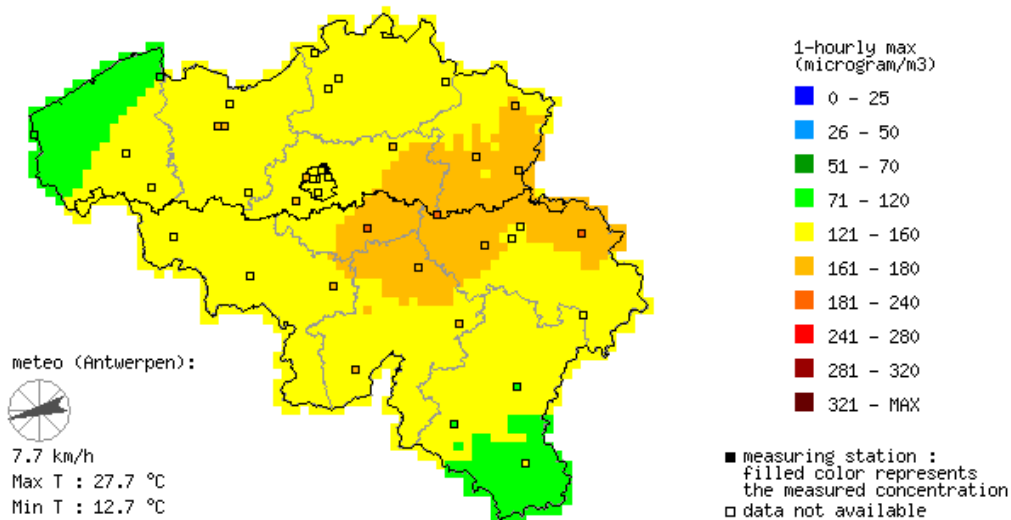 1-hourly max
(microgram/m3)
0 - 25
26 - 50
51 - 70
71 - 120
121 - 160
161 - 180
181 - 240
241 - 280
281 - 320
321 - MAX
meteo (Antwerpen):
7.7 km/h
Max T : 27.7 °C
Min T : 12.7 °C
measuring station :
filled color represents
the measured concentration
data not available